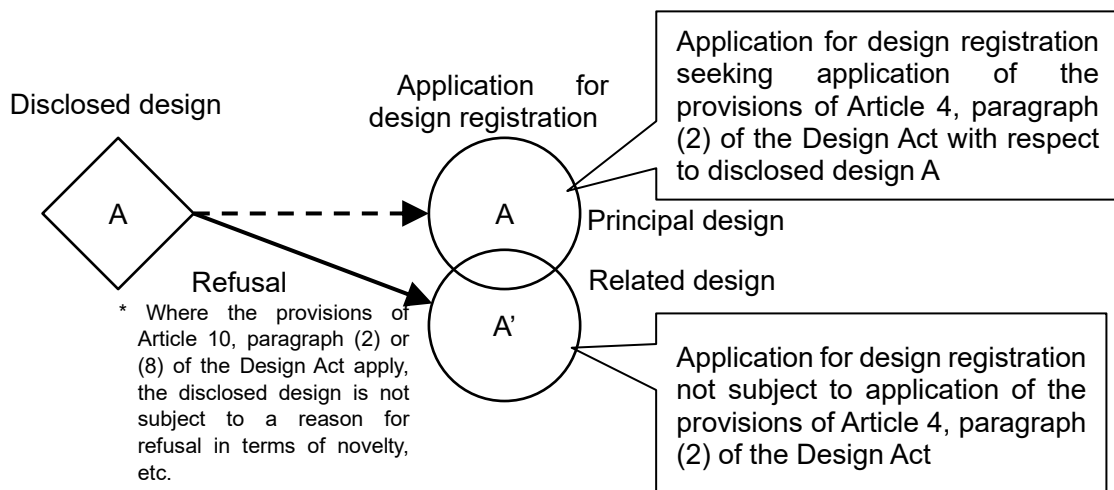 Disclosed design
A
Refusal
* Where the provisions of
Article 10, paragraph (2) or
(8) of the Design Act apply,
the disclosed design is not
subject to a reason for
refusal in terms of novelty,
etc.
Application for
design registration
A
Principal design
Related design
A’
Application for design registration
seeking application of the
provisions of Article 4, paragraph
(2) of the Design Act with respect
to disclosed design A
Application for design registration
not subject to application of the
provisions of Article 4, paragraph
(2) of the Design Act